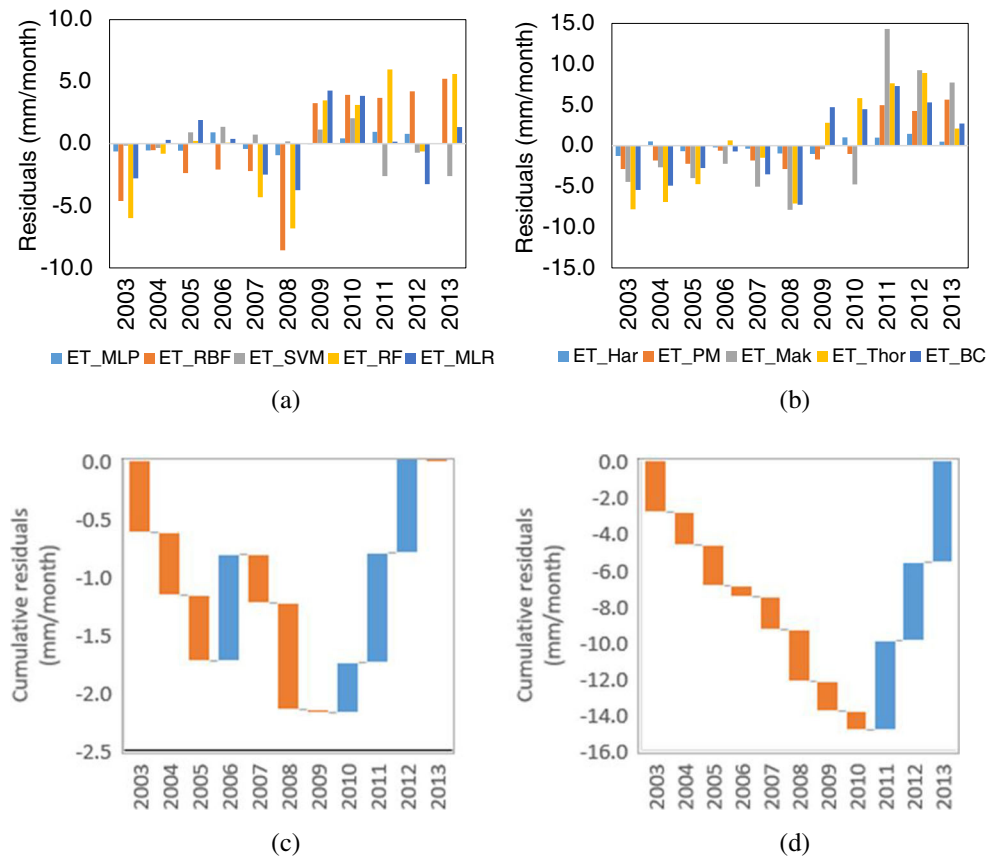 10.0
5.0
0.0
-5.0
-10.0
Residuals (mm/month)
2003 2004 2005 2006 2007 2008 2009 2010 2011 2012 2013
ET_MLP ET_RBF ET_SVM ET_RF ET_MLR
(a)
15.0
10.0
5.0
0.0
-5.0
-10.0
-15.0
Residuals (mm/month)
2003 2004 2005 2006 2007 2008 2009 2010 2011 2012 2013
ET_Har ET_PM ET_Mak ET_Thor ET_BC
(b)
0.0
-0.5
-1.0
-1.5
-2.0
-2.5
Cumulative residuals
(mm/month)
2003 2004 2005 2006 2007 2008 2009 2010 2011 2012 2013
(c)
0.0
-2.0
-4.0
-6.0
-8.0
-10.0
-12.0
-14.0
-16.0
Cumulative residuals
(mm/month)
2003 2004 2005 2006 2007 2008 2009 2010 2011 2012 2013
(d)